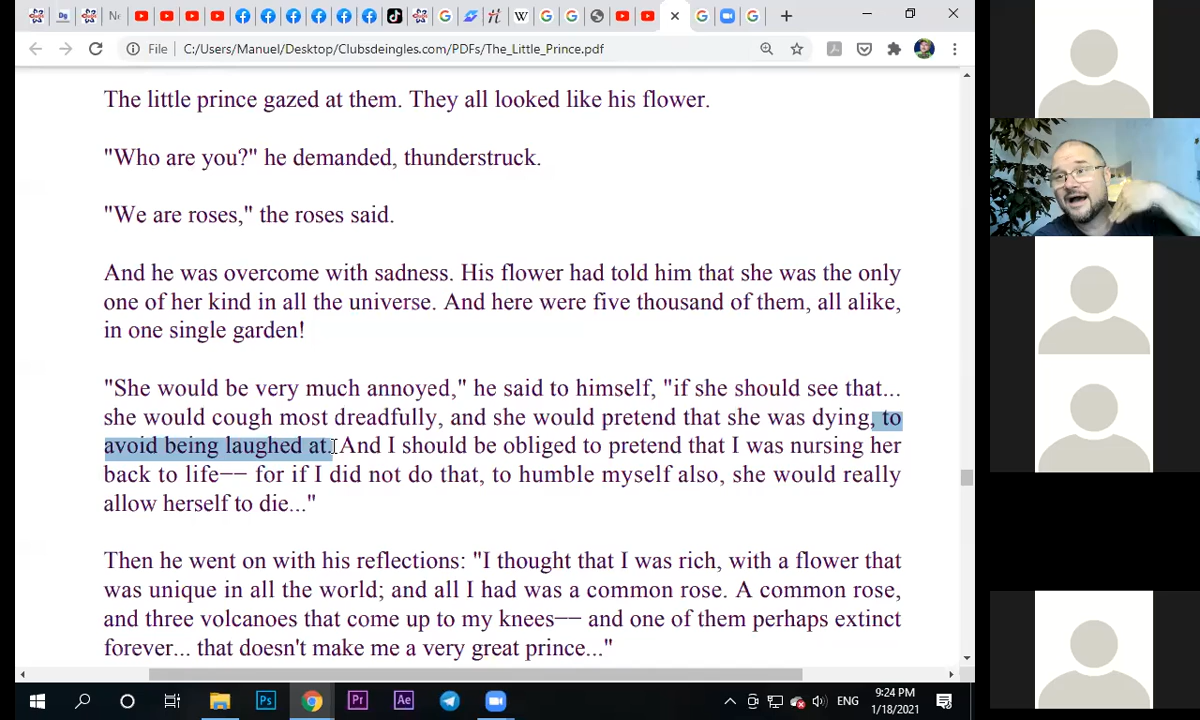 File
C:/Users/Manuel/Desktop/Clubsdeingles.com/PDFs/The_Little_Prince.pdf
The little prince gazed at them. They all looked like his flower.
"Who are you?" he demanded, thunderstruck.
"We are roses," the roses said.
And he was overcome with sadness. His flower had told him that she was the only
one of her kind in all the universe. And here were five thousand of them, all alike,
in one single garden!
"She would be very much annoyed," he said to himself, "if she should see that...
she would cough most dreadfully, and she would pretend that she was dying, to
avoid being laughed at. And I should be obliged to pretend that I was nursing her
back to life−− for if I did not do that, to humble myself also, she would really
allow herself to die..."
Then he went on with his reflections: "I thought that I was rich, with a flower that
was unique in all the world; and all I had was a common rose. A common rose,
and three volcanoes that come up to my knees−− and one of them perhaps extinct
forever... that doesn't make me a very great prince..."
Ps
Pr
Ae
ENG
9:24 PM
1/18/2021